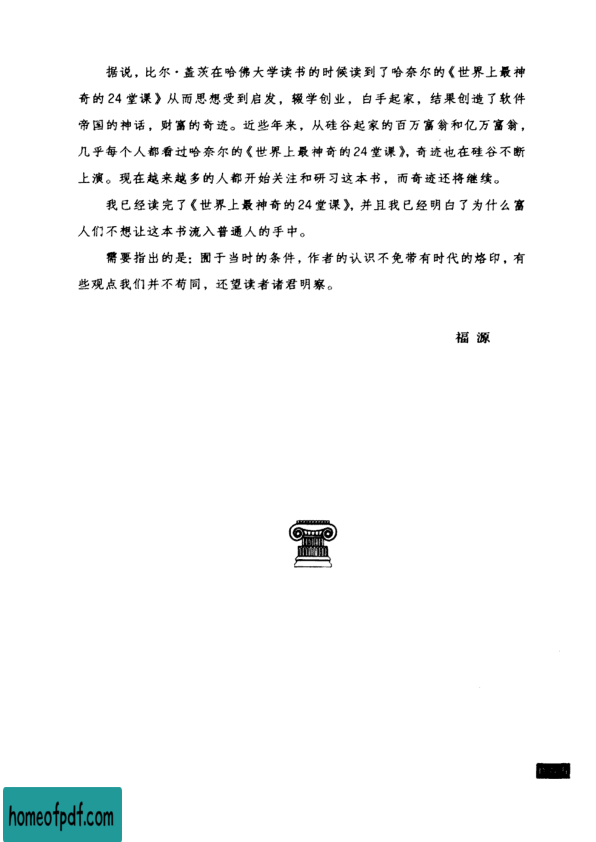 据说，比尔·盖茨在哈佛大学读书的时候读到了哈奈尔的《世界上最神
奇的24堂课》从而思想受到启发，辍学创业，白手起家，结果创造了软件
帝国的神话，财富的奇迹。近些年来，从硅谷起家的百万富翁和亿万富翁，
几乎每个人都看过哈奈尔的《世界上最神奇的24堂课》，奇迹也在硅谷不断
上演。现在越来越多的人都开始关注和研习这本书，而奇迹还将继续。
我已经读完了《世界上最神奇的24堂课》，并且我已经明白了为什么富
人们不想让这本书流入普通人的手中。
需要指出的是：囿于当时的条件，作者的认识不免带有时代的烙印，有
些观点我们并不苟同，还望读者诸君明察。
福 源
homeofpdf.com